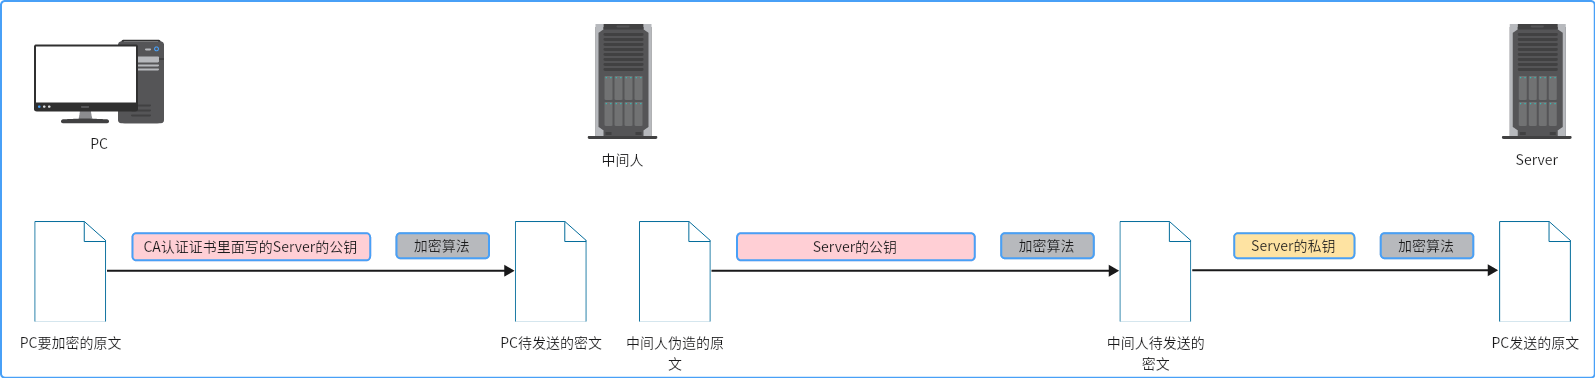 PC
中间人
Server
CA认证证书里面写的Server的公钥
加密算法
Server的公钥
加密算法
Server的私钥
加密算法
PC要加密的原文
PC待发送的密文
中间人伪造的原
文
中间人待发送的
密文
PC发送的原文